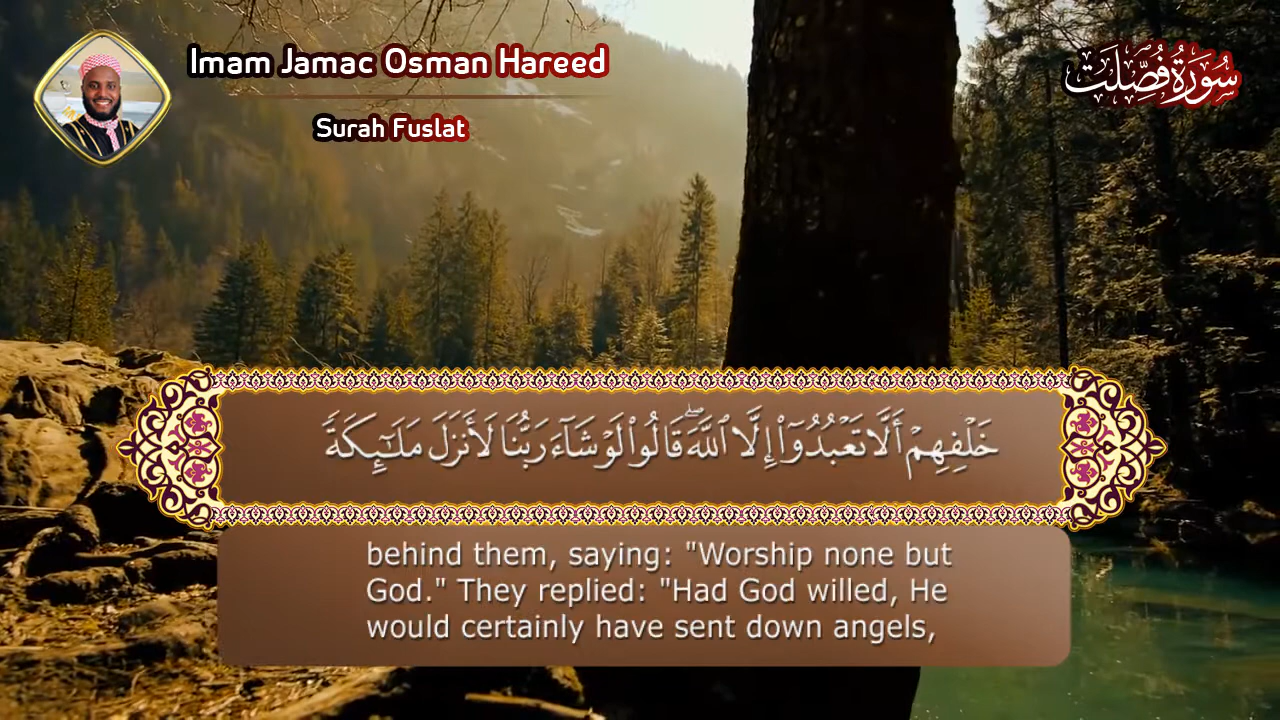 Imam Jamac Osman Hareed
Surah Fuslat
سُورَةُ فُصِّلَتْ
خَلْفِهِمْ أَلَّا تَعْبُدُوٓا۟ إِلَّا ٱللَّهَ ۖ قَالُوا۟ لَوْ شَآءَ رَبُّنَا لَأَنزَلَ مَلَـٰٓئِكَةً
behind them, saying: "Worship none but
God." They replied: "Had God willed, He
would certainly have sent down angels,